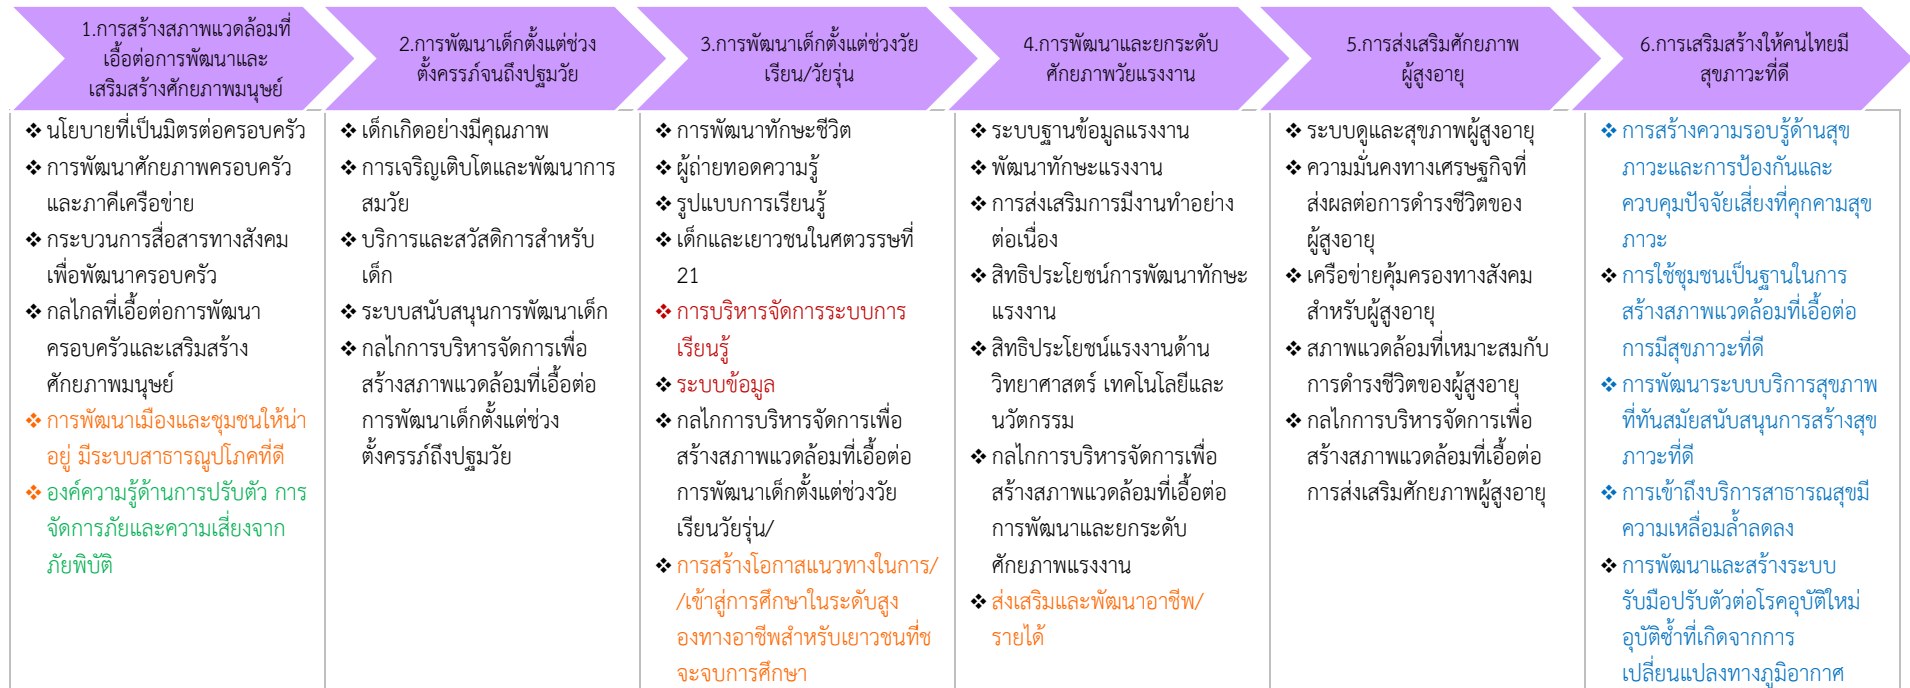 1.การสร้างสภาพแวดล้อมที่
เอื้อต่อการพัฒนาและ
เสริมสร้างศักยภาพมนุษย์
2.การพัฒนาเด็กตั้งแต่ช่วง
ตั้งครรภ์จนถึงปฐมวัย
3.การพัฒนาเด็กตั้งแต่ช่วงวัย
เรียน/วัยรุ่น
4.การพัฒนาและยกระดับ
ศักยภาพวัยแรงงาน
5.การส่งเสริมศักยภาพ
ผู้สูงอายุ
6.การเสริมสร้างให้คนไทยมี
สุขภาวะที่ดี
❖ นโยบายที่เป็นมิตรต่อครอบครัว
❖ การพัฒนาศักยภาพครอบครัว
และภาคีเครือข่าย
❖ กระบวนการสื่อสารทางสังคม
เพื่อพัฒนาครอบครัว
❖ กลไกลที่เอื้อต่อการพัฒนา
ครอบครัวและเสริมสร้าง
ศักยภาพมนุษย์
❖ การพัฒนาเมืองและชุมชนให้น่า
อยู่ มีระบบสาธารณูปโภคที่ดี
❖ องค์ความรู้ด้านการปรับตัว การ
จัดการภัยและความเสี่ยงจาก
ภัยพิบัติ
❖ เด็กเกิดอย่างมีคุณภาพ
❖ การเจริญเติบโตและพัฒนาการ
สมวัย
❖ บริการและสวัสดิการสำหรับ
เด็ก
❖ ระบบสนับสนุนการพัฒนาเด็ก
❖ กลไกการบริหารจัดการเพื่อ
สร้างสภาพแวดล้อมที่เอื้อต่อ
การพัฒนาเด็กตั้งแต่ช่วง
ตั้งครรภ์ถึงปฐมวัย
❖ การพัฒนาทักษะชีวิต
❖ ผู้ถ่ายทอดความรู้
❖ รูปแบบการเรียนรู้
❖ เด็กและเยาวชนในศตวรรษที่
21
❖ การบริหารจัดการระบบการ
เรียนรู้
❖ ระบบข้อมูล
❖ กลไกการบริหารจัดการเพื่อ
สร้างสภาพแวดล้อมที่เอื้อต่อ
การพัฒนาเด็กตั้งแต่ช่วงวัย
เรียนวัยรุ่น/
❖ การสร้างโอกาสแนวทางในการ/
/เข้าสู่การศึกษาในระดับสูง
องทางอาชีพสำหรับเยาวชนที่ช
จะจบการศึกษา
❖ ระบบฐานข้อมูลแรงงาน
❖ พัฒนาทักษะแรงงาน
❖ การส่งเสริมการมีงานทำอย่าง
ต่อเนื่อง
❖ สิทธิประโยชน์การพัฒนาทักษะ
แรงงาน
❖ สิทธิประโยชน์แรงงานด้าน
วิทยาศาสตร์ เทคโนโลยีและ
นวัตกรรม
❖ กลไกการบริหารจัดการเพื่อ
สร้างสภาพแวดล้อมที่เอื้อต่อ
การพัฒนาและยกระดับ
ศักยภาพแรงงาน
❖ ส่งเสริมและพัฒนาอาชีพ/
รายได้
❖ ระบบดูและสุขภาพผู้สูงอายุ
❖ ความมั่นคงทางเศรษฐกิจที่
ส่งผลต่อการดำรงชีวิตของ
ผู้สูงอายุ
❖ เครือข่ายคุ้มครองทางสังคม
สำหรับผู้สูงอายุ
❖ สภาพแวดล้อมที่เหมาะสมกับ
การดำรงชีวิตของผู้สูงอายุ
❖ กลไกการบริหารจัดการเพื่อ
สร้างสภาพแวดล้อมที่เอื้อต่อ
การส่งเสริมศักยภาพผู้สูงอายุ
❖ การสร้างความรอบรู้ด้านสุข
ภาวะและการป้องกันและ
ควบคุมปัจจัยเสี่ยงที่คุกคามสุข
ภาวะ
❖ การใช้ชุมชนเป็นฐานในการ
สร้างสภาพแวดล้อมที่เอื้อต่อ
การมีสุขภาวะที่ดี
❖ การพัฒนาระบบบริการสุขภาพ
ที่ทันสมัยสนับสนุนการสร้างสุข
ภาวะที่ดี
❖ การเข้าถึงบริการสาธารณสุขมี
ความเหลื่อมล้ำลดลง
❖ การพัฒนาและสร้างระบบ
รับมือปรับตัวต่อโรคอุบัติใหม่
อุบัติซ้ำที่เกิดจากการ
เปลี่ยนแปลงทางภูมิอากาศ